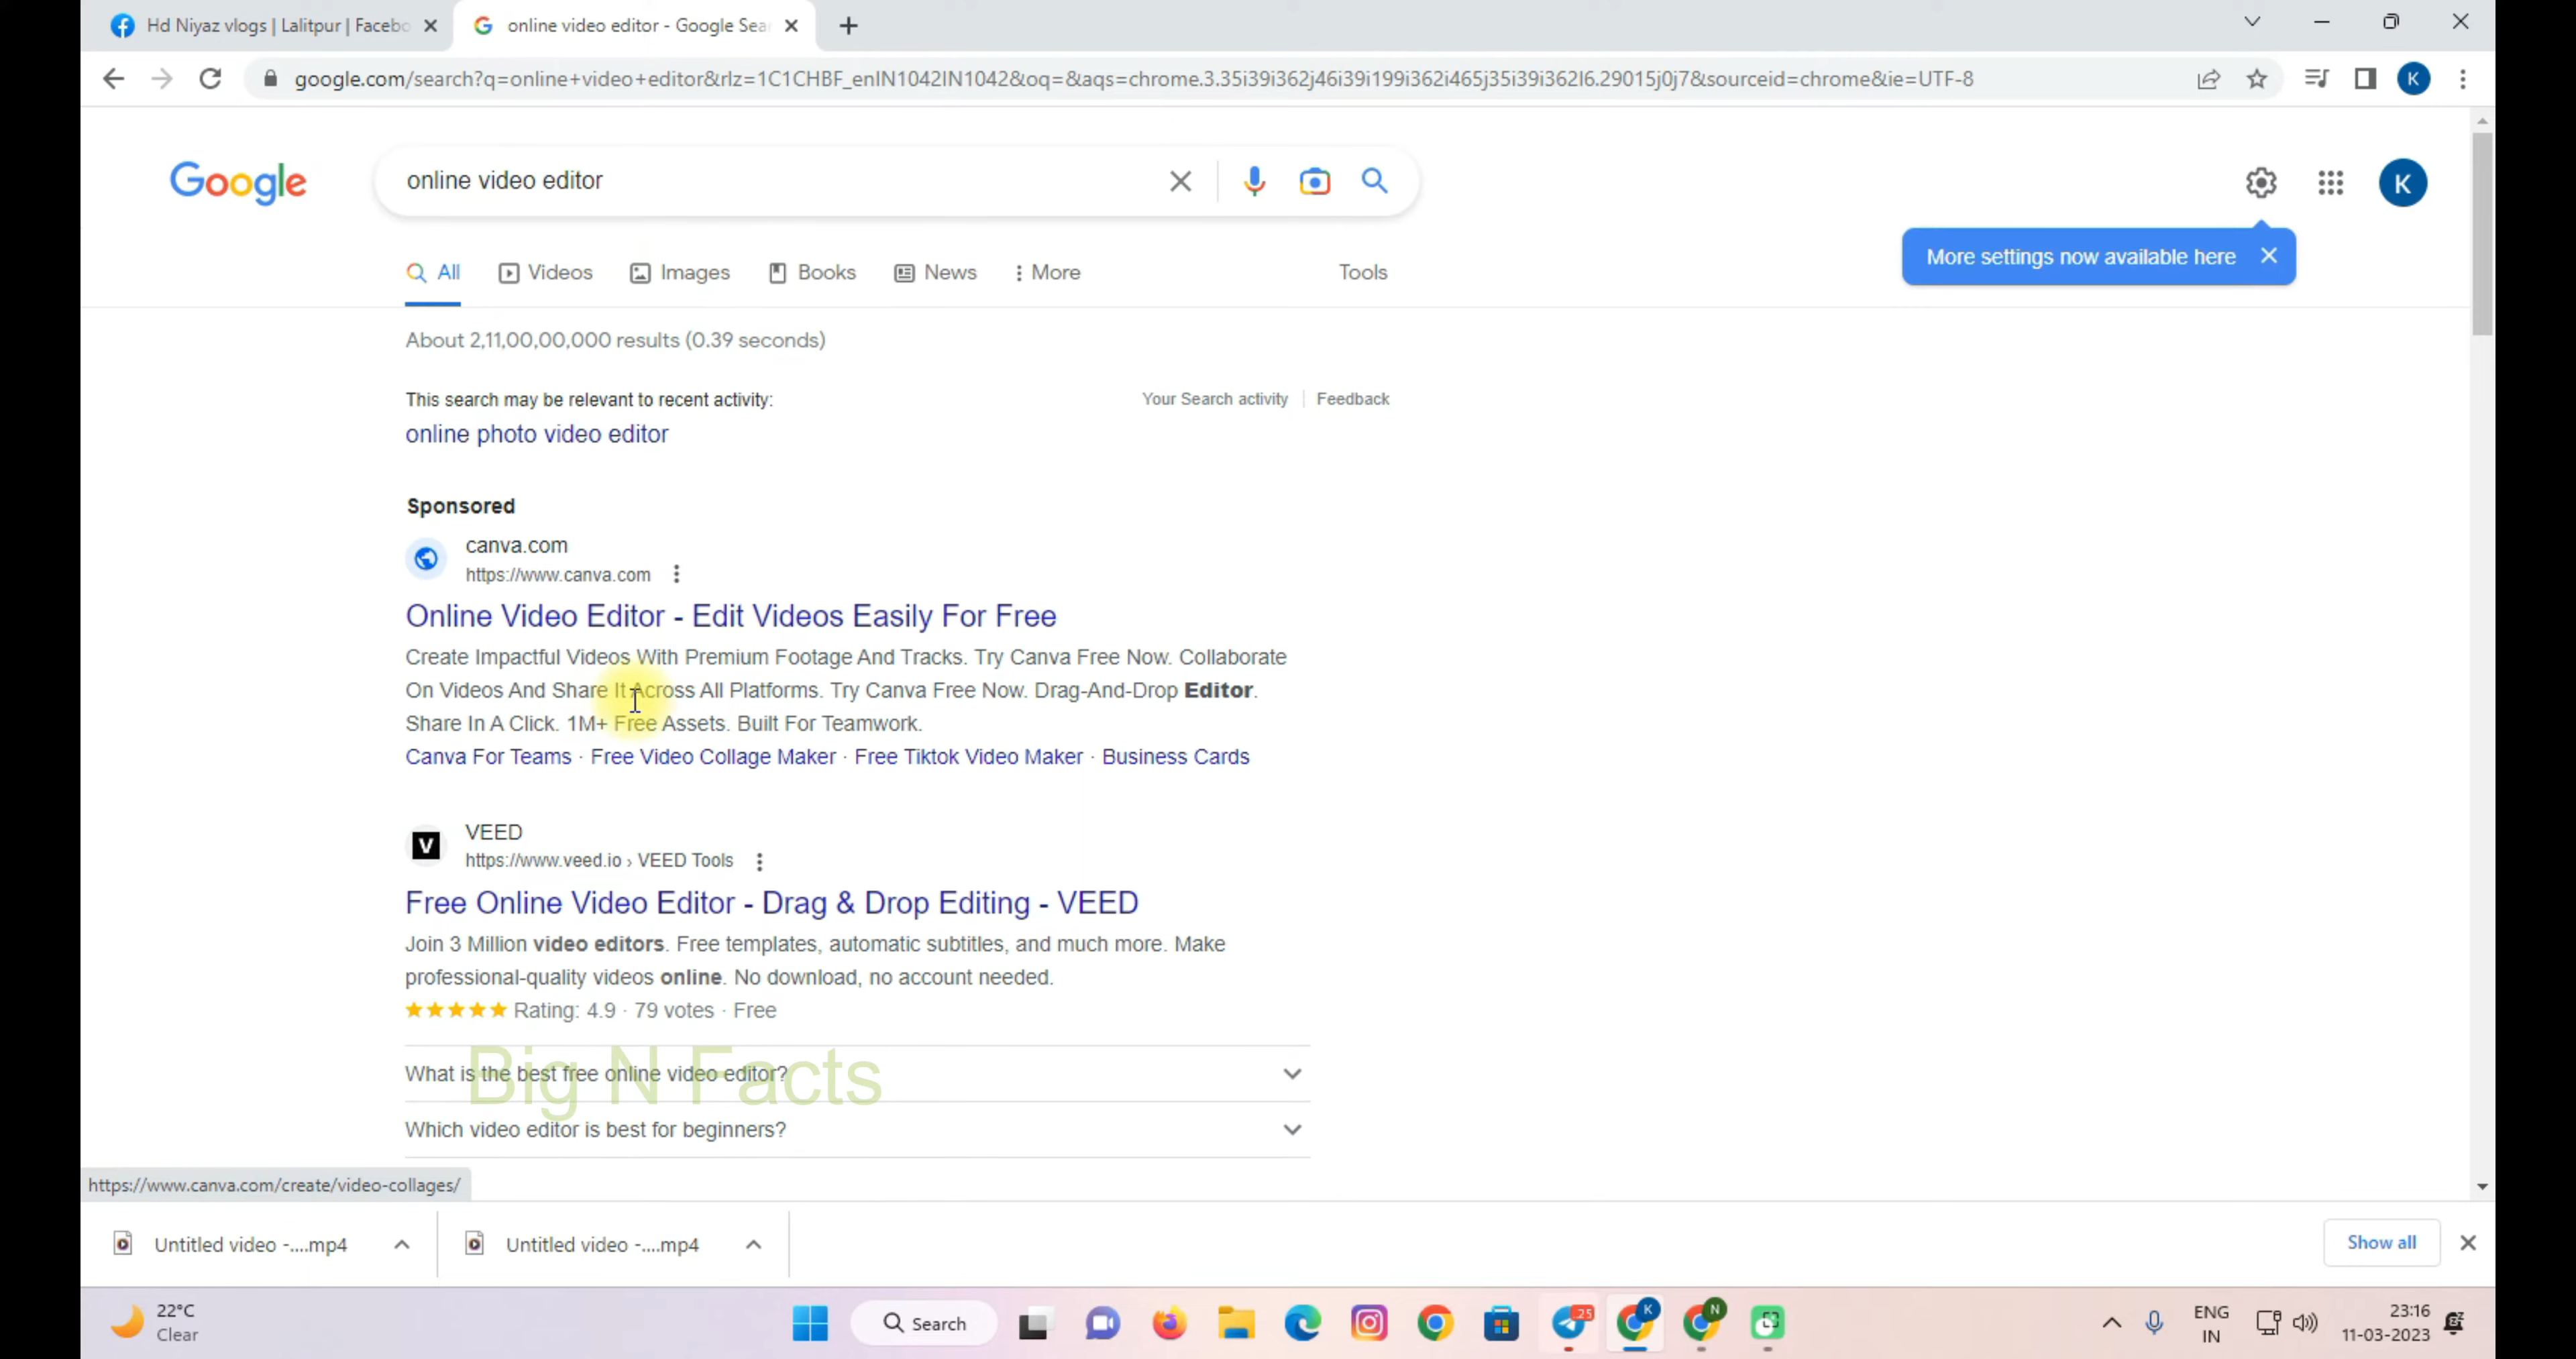 Hd Niyaz vlogs | Lalitpur | Facebo
online video editor - Google Sea
google.com/search?q=online+video+editor&rlz=1C1CHBF_enIN1042IN1042&oq=&aqs=chrome.3.35i39i362j46i39i199i362i465j35i39i362l6.29015j0j7&sourceid=chrome&ie=UTF-8
K
Google
online video editor
K
More settings now available here
All
Videos
Images
Books
News
More
Tools
About 2,11,00,00,000 results (0.39 seconds)
This search may be relevant to recent activity:
Your Search activity
Feedback
online photo video editor
Sponsored
canva.com
https://www.canva.com
Online Video Editor - Edit Videos Easily For Free
Create Impactful Videos With Premium Footage And Tracks. Try Canva Free Now. Collaborate
On Videos And Share It Across All Platforms. Try Canva Free Now. Drag-And-Drop Editor.
Share In A Click. 1M+ Free Assets. Built For Teamwork.
Canva For Teams · Free Video Collage Maker · Free Tiktok Video Maker · Business Cards
V
VEED
https://www.veed.io › VEED Tools
Free Online Video Editor - Drag & Drop Editing - VEED
Join 3 Million video editors. Free templates, automatic subtitles, and much more. Make
professional-quality videos online. No download, no account needed.
Rating: 4.9 · 79 votes · Free
What is the best free online video editor?
Big N Facts
Which video editor is best for beginners?
https://www.canva.com/create/video-collages/
Untitled video -....mp4
Untitled video -....mp4
Show all
22°C
Clear
Search
25
K
N
ENG
IN
23:16
11-03-2023